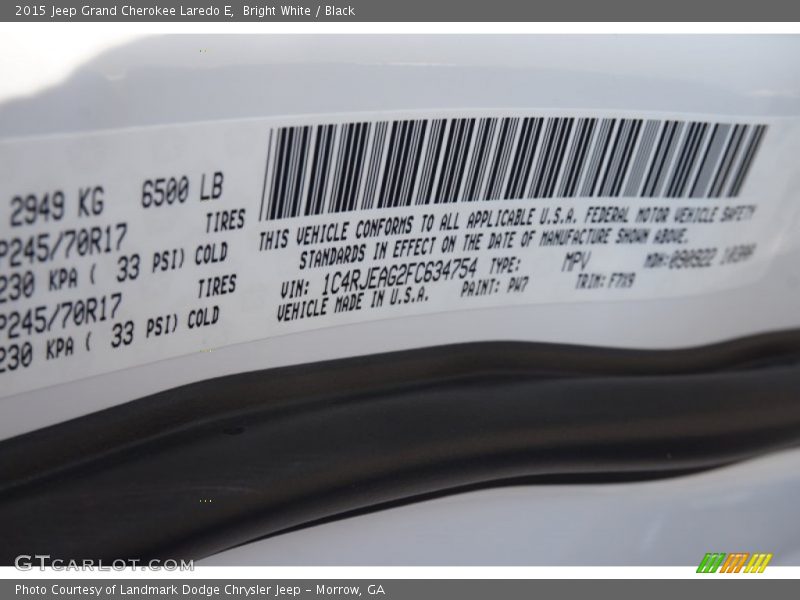 2015 Jeep Grand Cherokee Laredo E, Bright White / Black
2949 KG 6500 LB
P245/70R17 TIRES
230 KPA ( 33 PSI) COLD
P245/70R17 TIRES
230 KPA ( 33 PSI) COLD
THIS VEHICLE CONFORMS TO ALL APPLICABLE U.S.A. FEDERAL MOTOR VEHICLE SAFETY
STANDARDS IN EFFECT ON THE DATE OF MANUFACTURE SHOWN ABOVE.
VIN: 1C4RJEAG2FC634754 TYPE: MPV MDH:
VEHICLE MADE IN U.S.A. PAINT: PW7 TRIM: F7X9
GTCARLOT.COM
Photo Courtesy of Landmark Dodge Chrysler Jeep – Morrow, GA